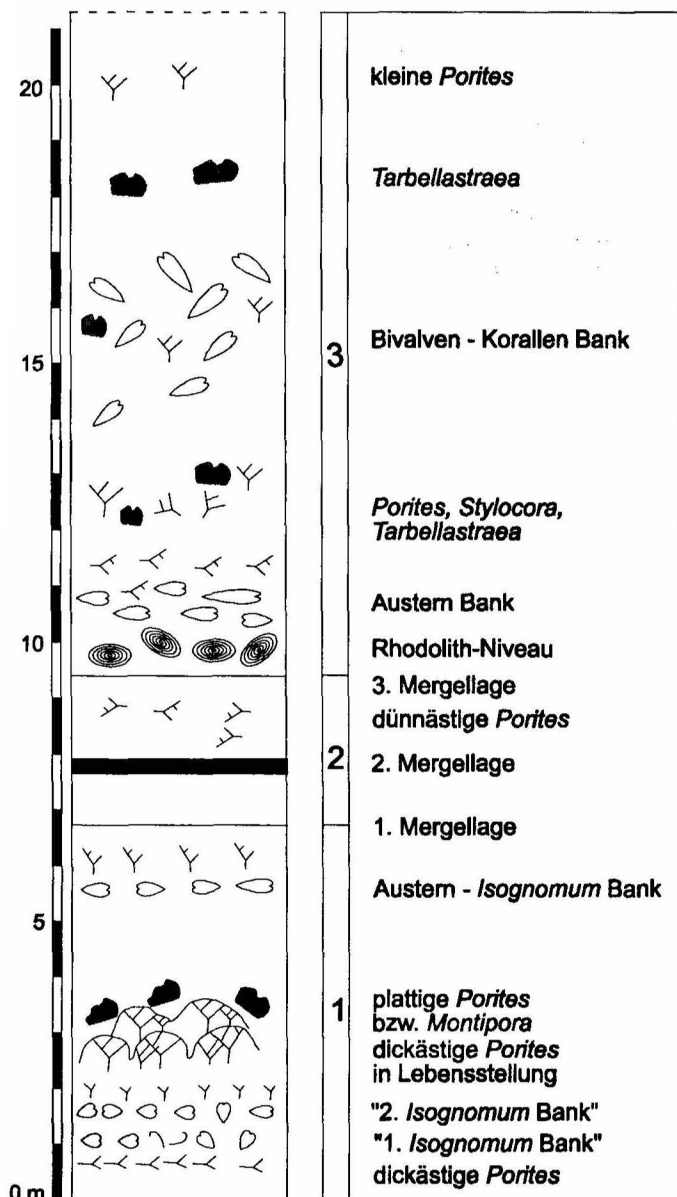 20
15
10
5
0 m
3
2
1
kleine Porites
Tarbellastraea
Bivalven - Korallen Bank
Porites, Stylocora,
Tarbellastraea
Austern Bank
Rhodolith-Niveau
3. Mergellage
dünnästige Porites
2. Mergellage
1. Mergellage
Austern - Isognomum Bank
plattige Porites
bzw. Montipora
dickästige Porites
in Lebensstellung
"2. Isognomum Bank"
"1. Isognomum Bank"
dickästige Porites